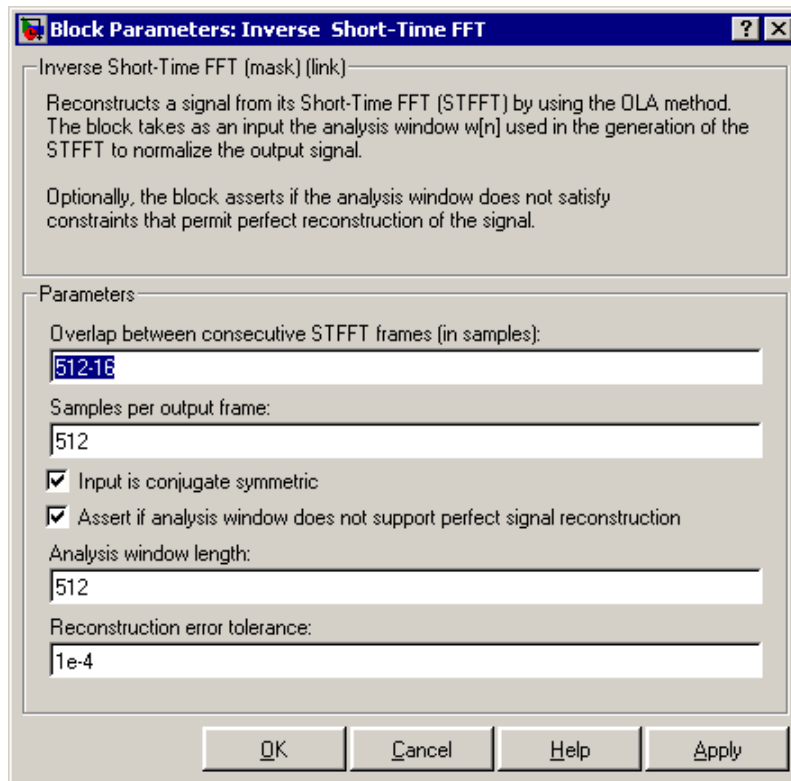 Block Parameters: Inverse Short-Time FFT
Inverse Short-Time FFT (mask) (link)
Reconstructs a signal from its Short-Time FFT (STFFT) by using the OLA method.
The block takes as an input the analysis window w[n] used in the generation of the
STFFT to normalize the output signal.
Optionally, the block asserts if the analysis window does not satisfy
constraints that permit perfect reconstruction of the signal.
Parameters
Overlap between consecutive STFFT frames (in samples):
512-16
Samples per output frame:
512
Input is conjugate symmetric
Assert if analysis window does not support perfect signal reconstruction
Analysis window length:
512
Reconstruction error tolerance:
1e-4
OK Cancel Help Apply